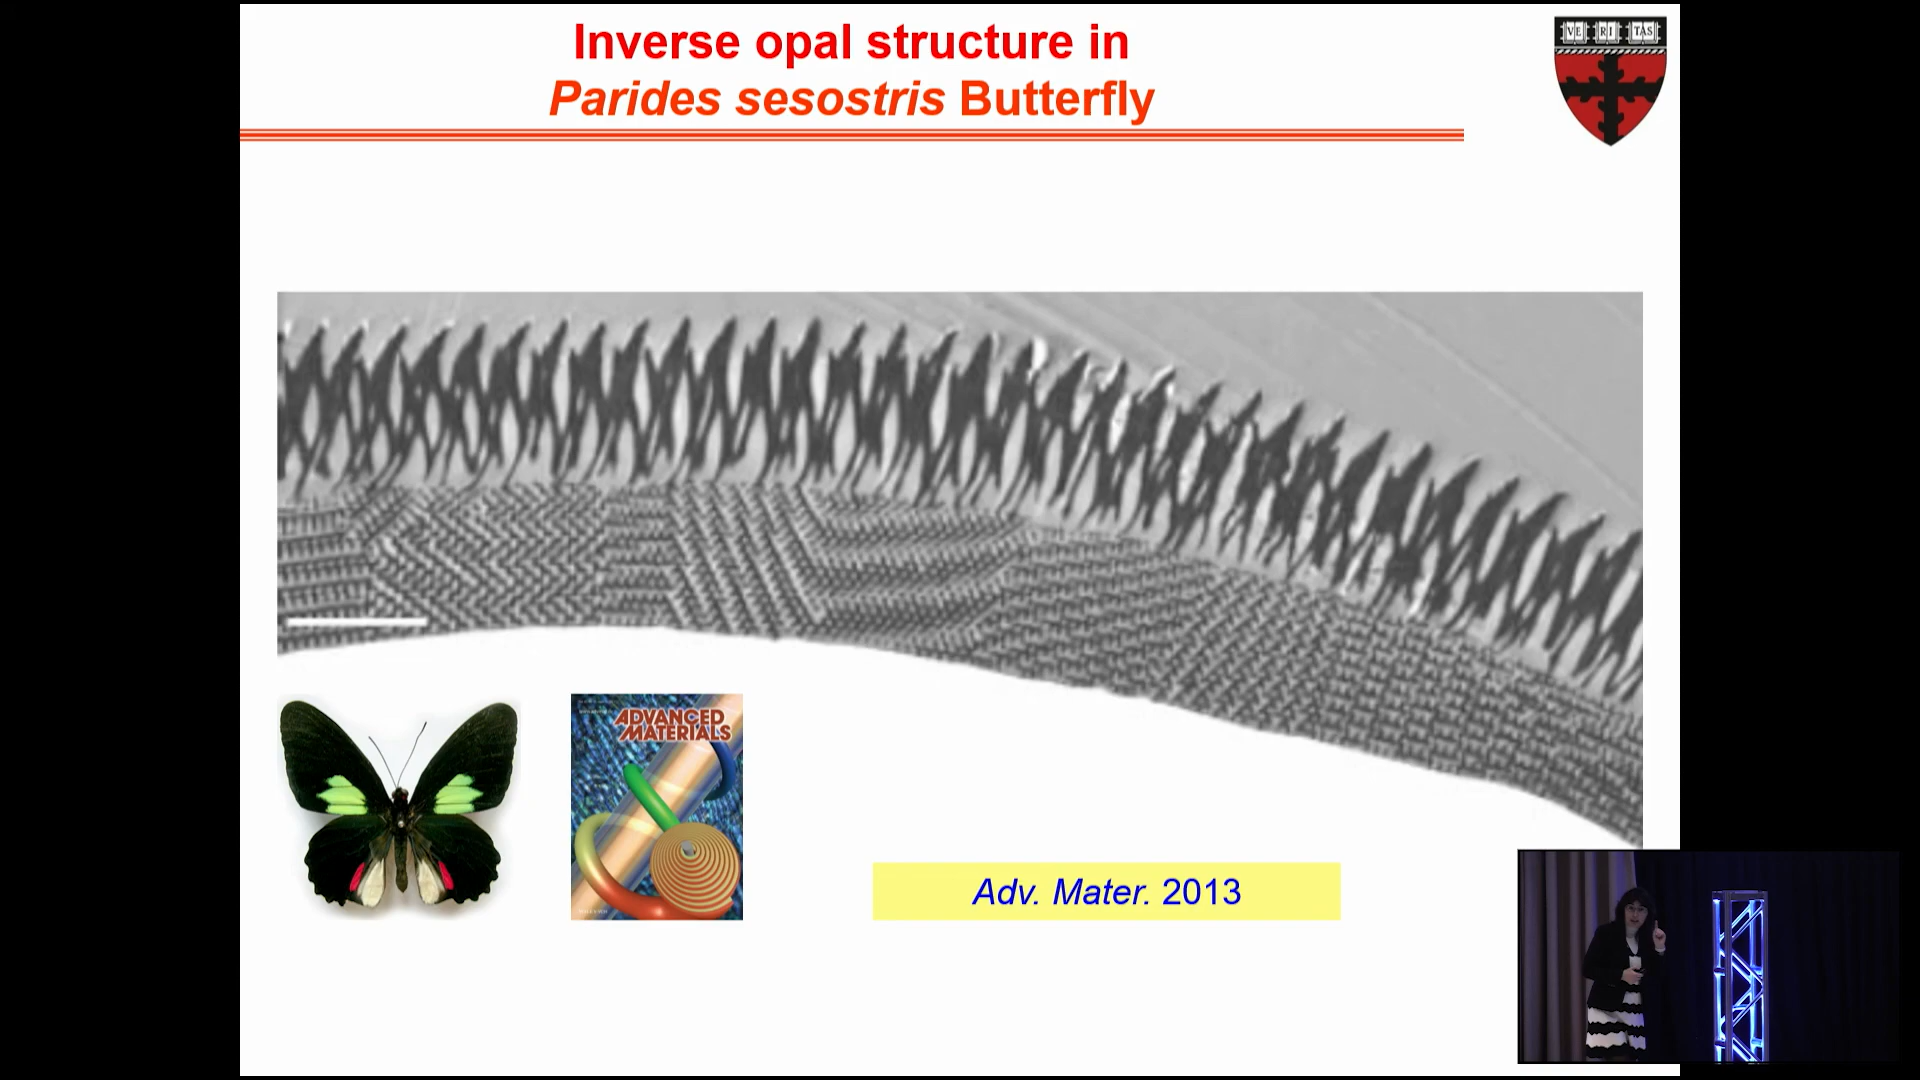 Inverse opal structure in
Parides sesostris Butterfly
VE RI TAS
ADVANCED
MATERIALS
Adv. Mater. 2013